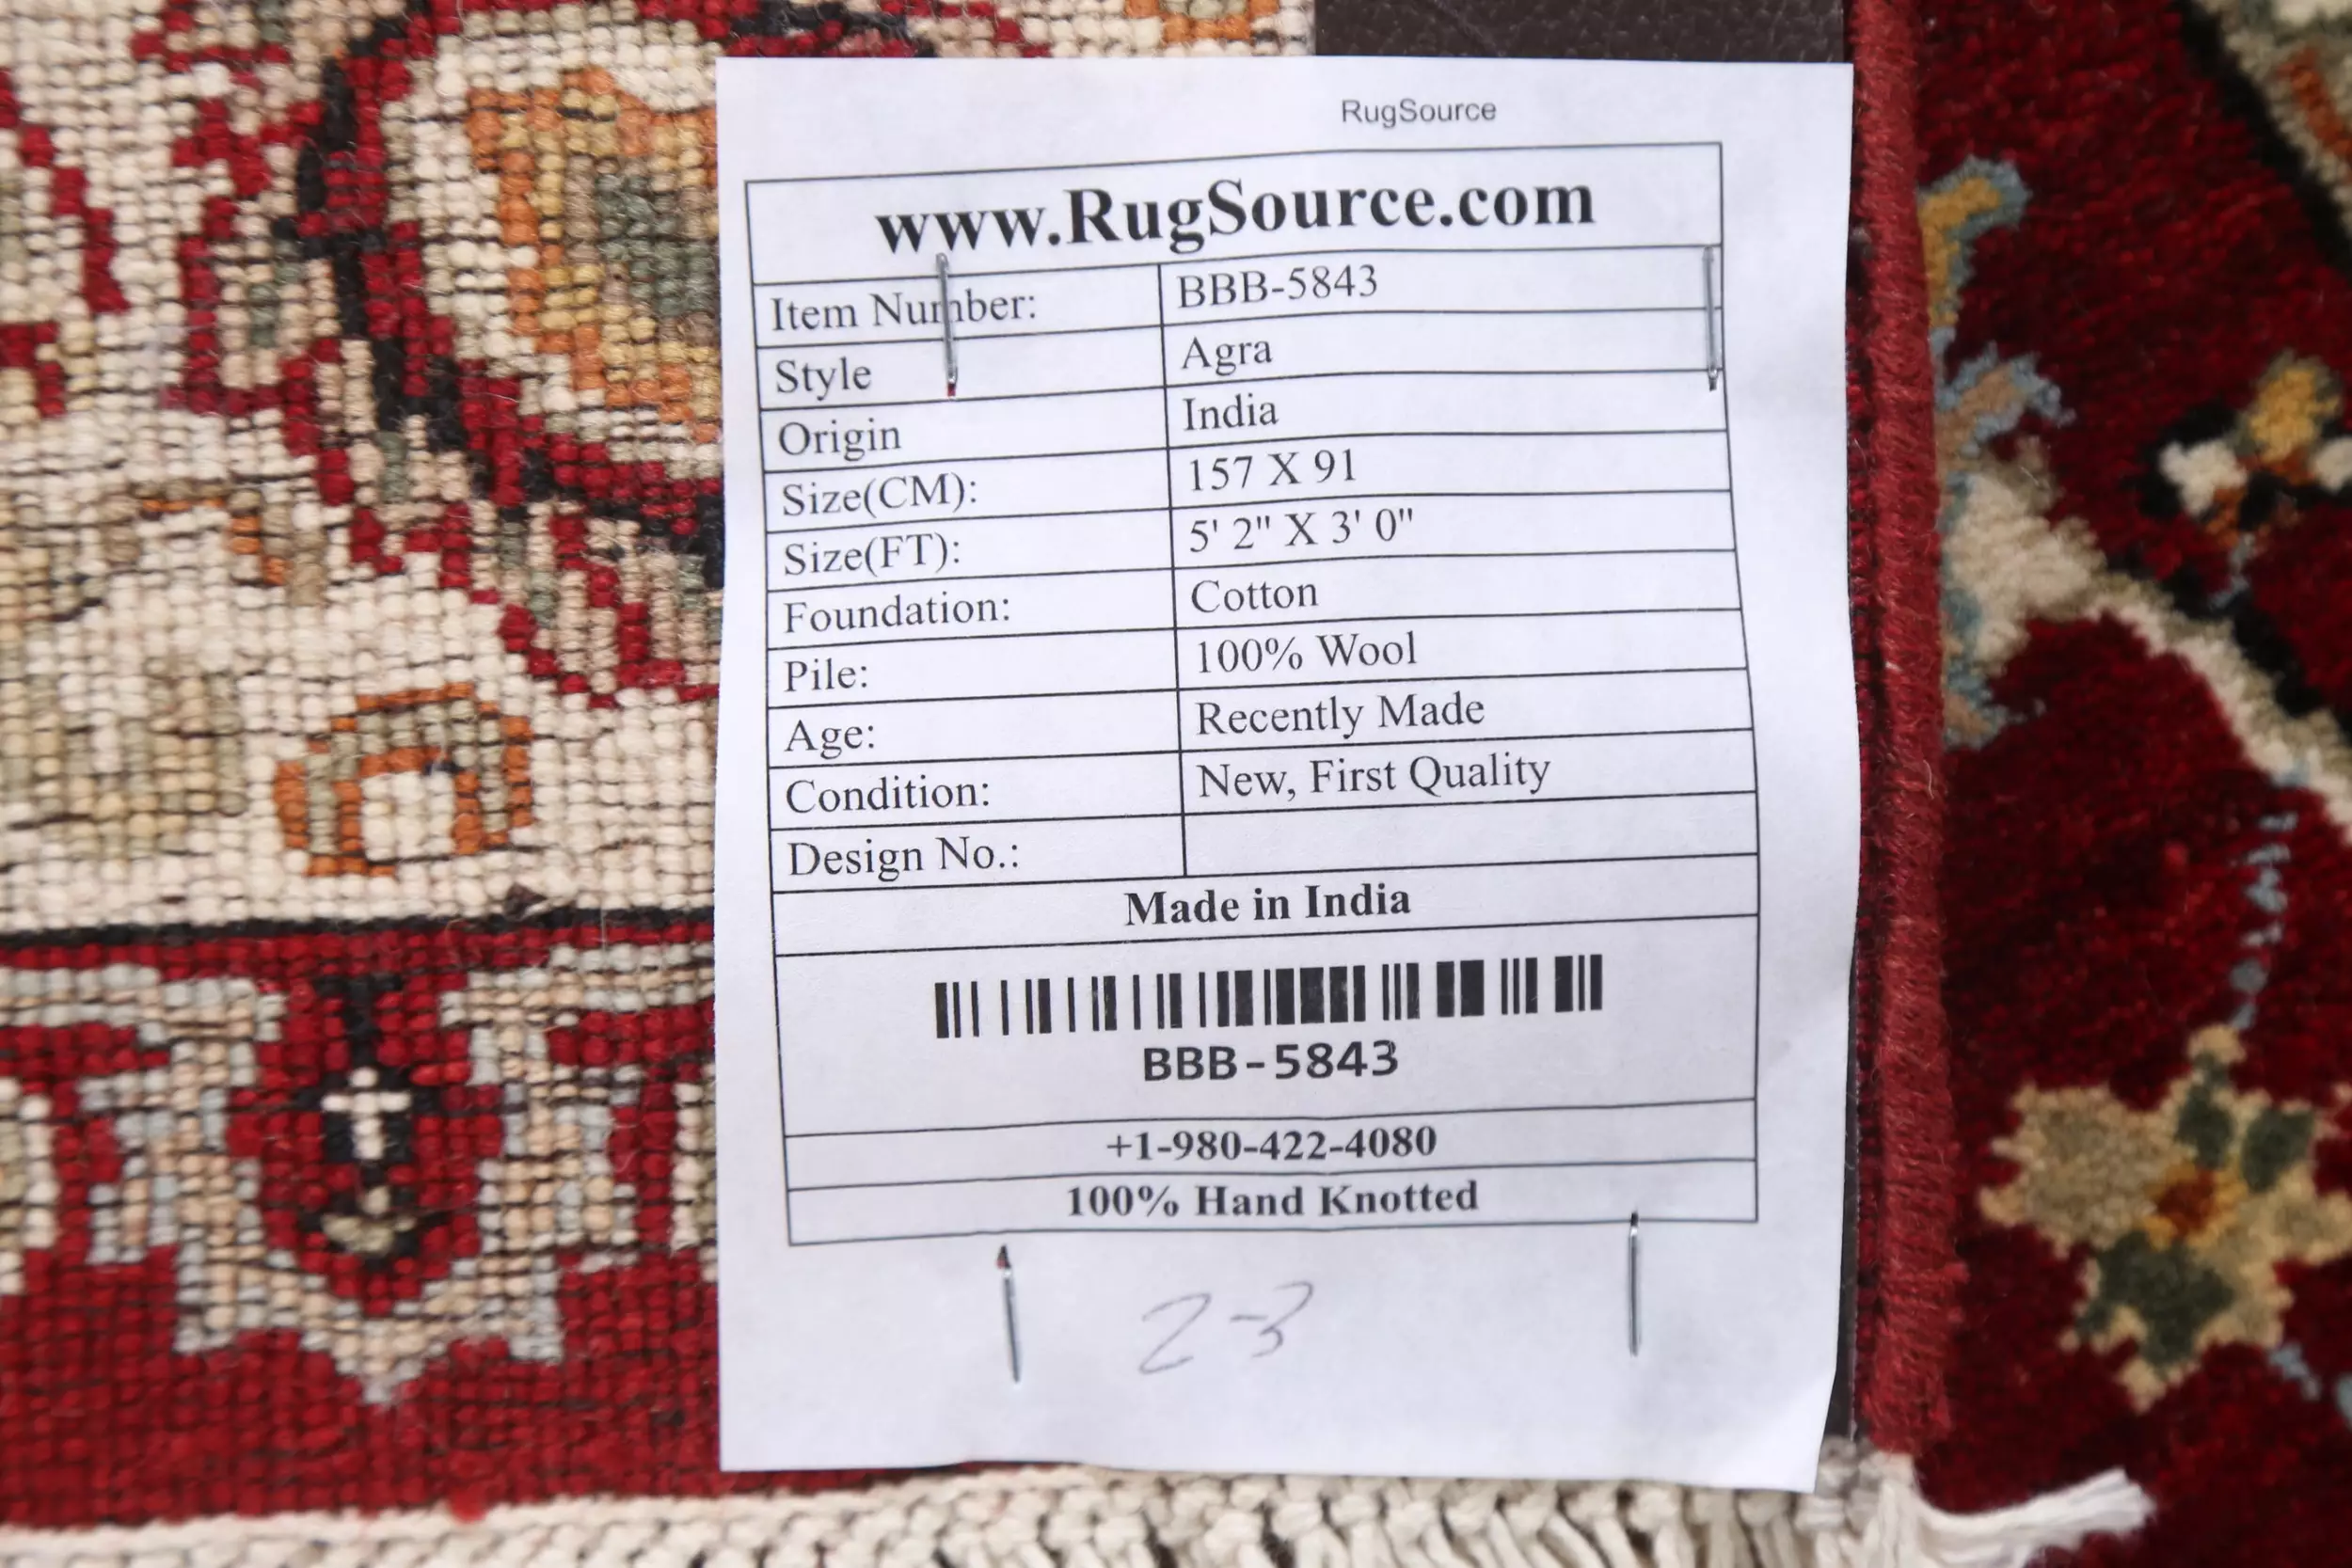 RugSource
www.RugSource.com
Item Number: BBB-5843
Style Agra
Origin India
Size(CM): 157 X 91
Size(FT): 5' 2" X 3' 0"
Foundation: Cotton
Pile: 100% Wool
Age: Recently Made
Condition: New, First Quality
Design No.:
Made in India
BBB-5843
+1-980-422-4080
100% Hand Knotted
2-3